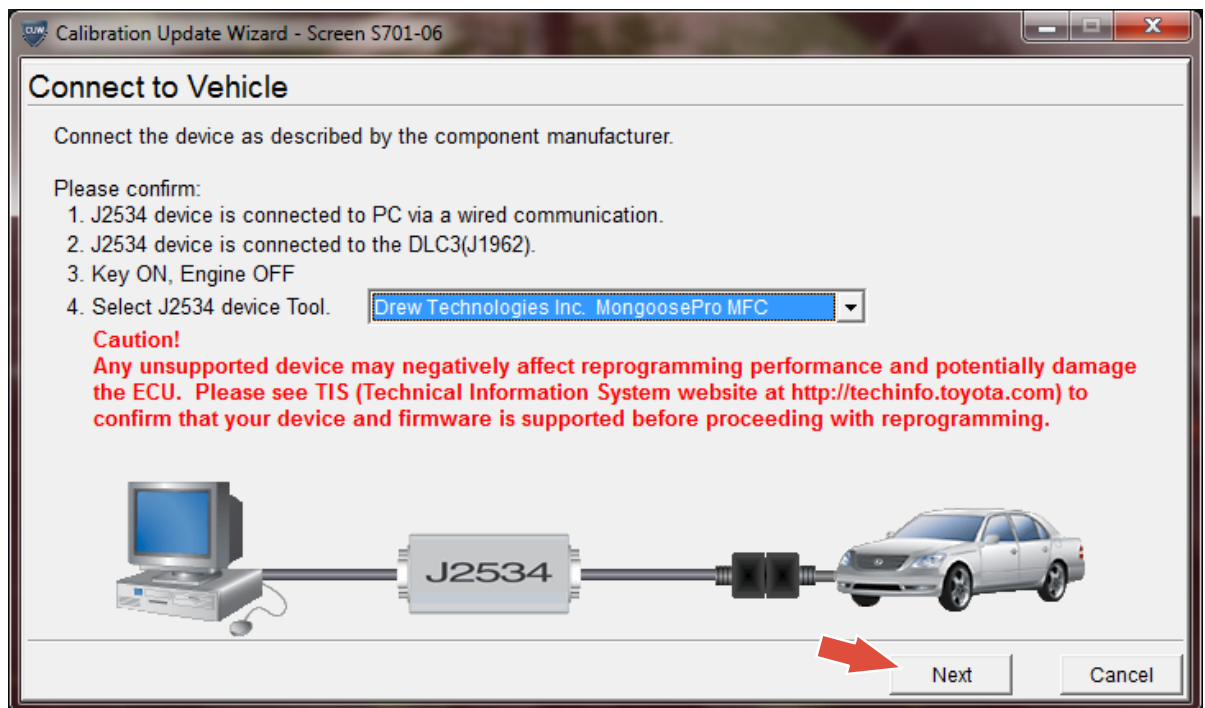 CUW
Calibration Update Wizard - Screen S701-06
X
Connect to Vehicle
Connect the device as described by the component manufacturer.
Please confirm:
1. J2534 device is connected to PC via a wired communication.
2. J2534 device is connected to the DLC3(J1962).
3. Key ON, Engine OFF
4. Select J2534 device Tool. Drew Technologies Inc. MongoosePro MFC
Caution!
Any unsupported device may negatively affect reprogramming performance and potentially damage
the ECU. Please see TIS (Technical Information System website at http://techinfo.toyota.com) to
confirm that your device and firmware is supported before proceeding with reprogramming.
J2534
Next Cancel